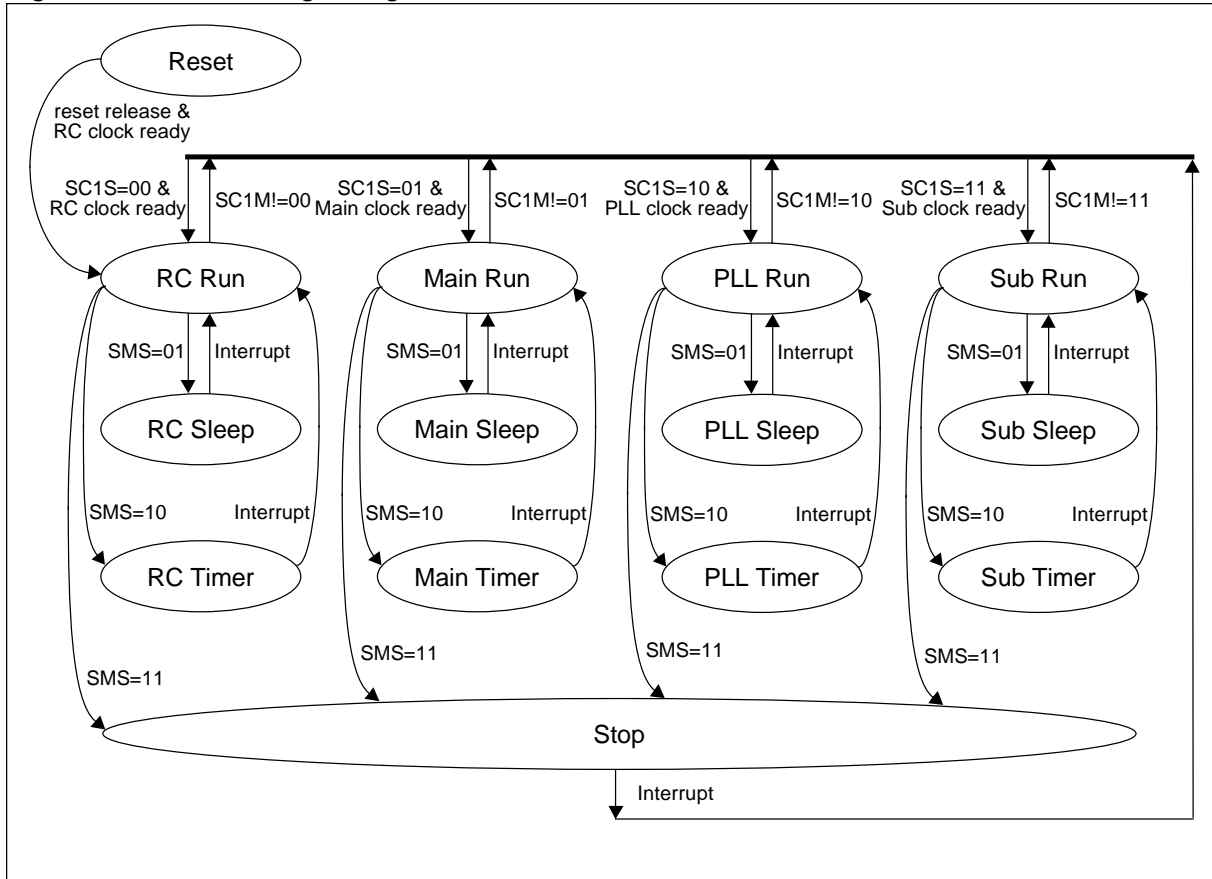 Reset
reset release &
RC clock ready
SC1S=00 &
RC clock ready
SC1M!=00
SC1S=01 &
Main clock ready
SC1M!=01
SC1S=10 &
PLL clock ready
SC1M!=10
SC1S=11 &
Sub clock ready
SC1M!=11
RC Run
Main Run
PLL Run
Sub Run
SMS=01
Interrupt
SMS=01
Interrupt
SMS=01
Interrupt
SMS=01
Interrupt
RC Sleep
Main Sleep
PLL Sleep
Sub Sleep
SMS=10
Interrupt
SMS=10
Interrupt
SMS=10
Interrupt
SMS=10
Interrupt
RC Timer
Main Timer
PLL Timer
Sub Timer
SMS=11
SMS=11
SMS=11
SMS=11
Stop
Interrupt